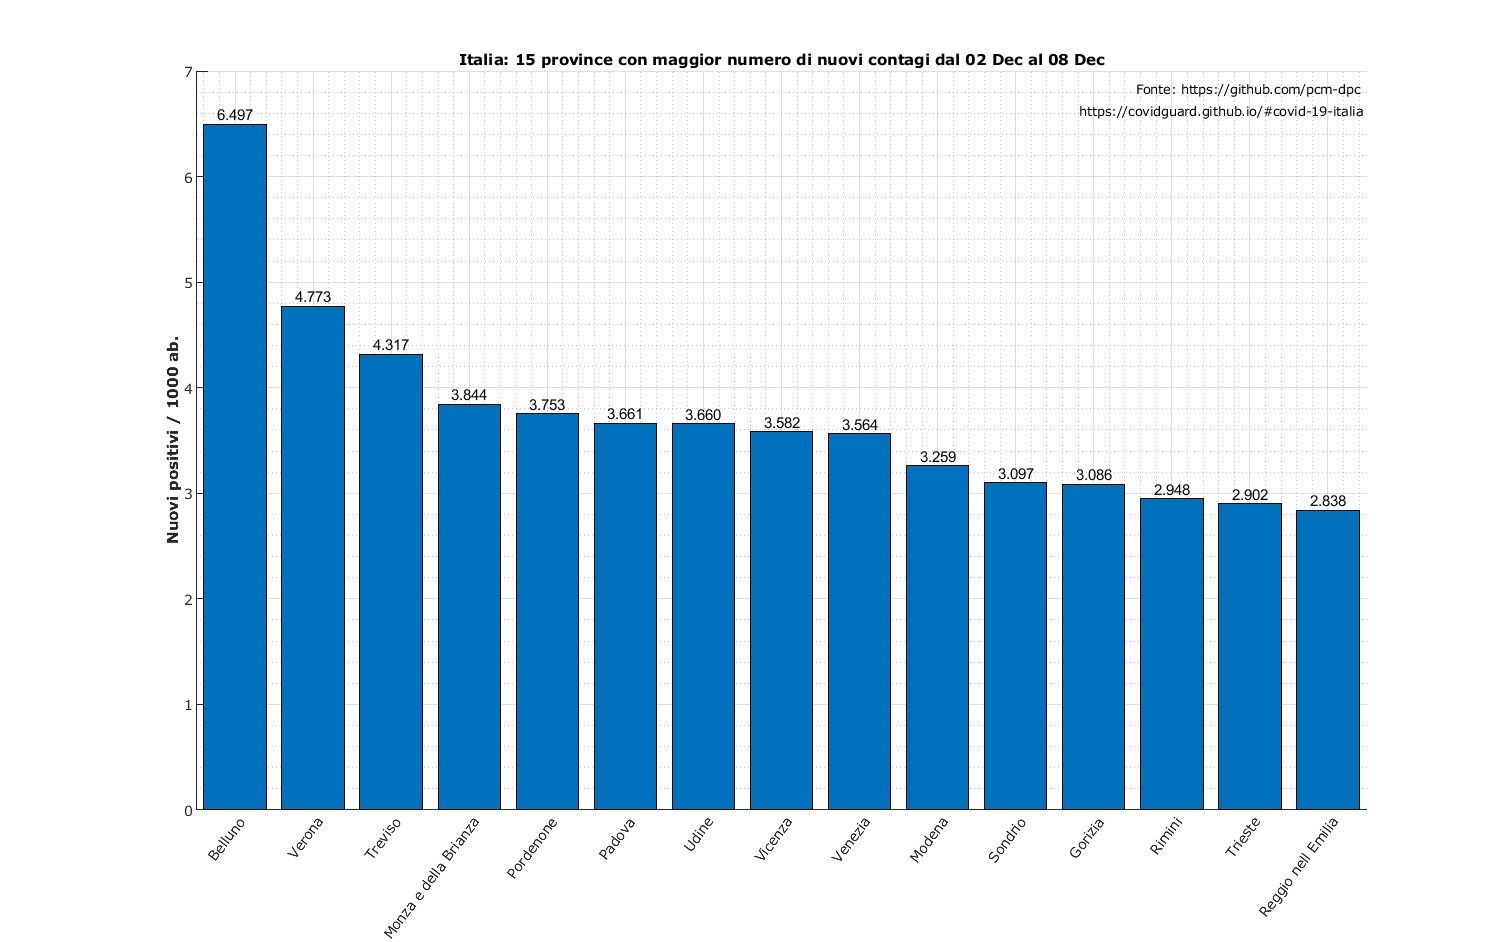 Italia: 15 province con maggior numero di nuovi contagi dal 02 Dec al 08 Dec
Fonte: https://github.com/pcm-dpc
https://covidguard.github.io/#covid-19-italia
Nuovi positivi / 1000 ab.
7
6
5
4
3
2
1
0
6.497
4.773
4.317
3.844
3.753
3.661
3.660
3.582
3.564
3.259
3.097
3.086
2.948
2.902
2.838
Belluno
Verona
Treviso
Monza e della Brianza
Pordenone
Padova
Udine
Vicenza
Venezia
Modena
Sondrio
Gorizia
Rimini
Trieste
Reggio nell Emilia